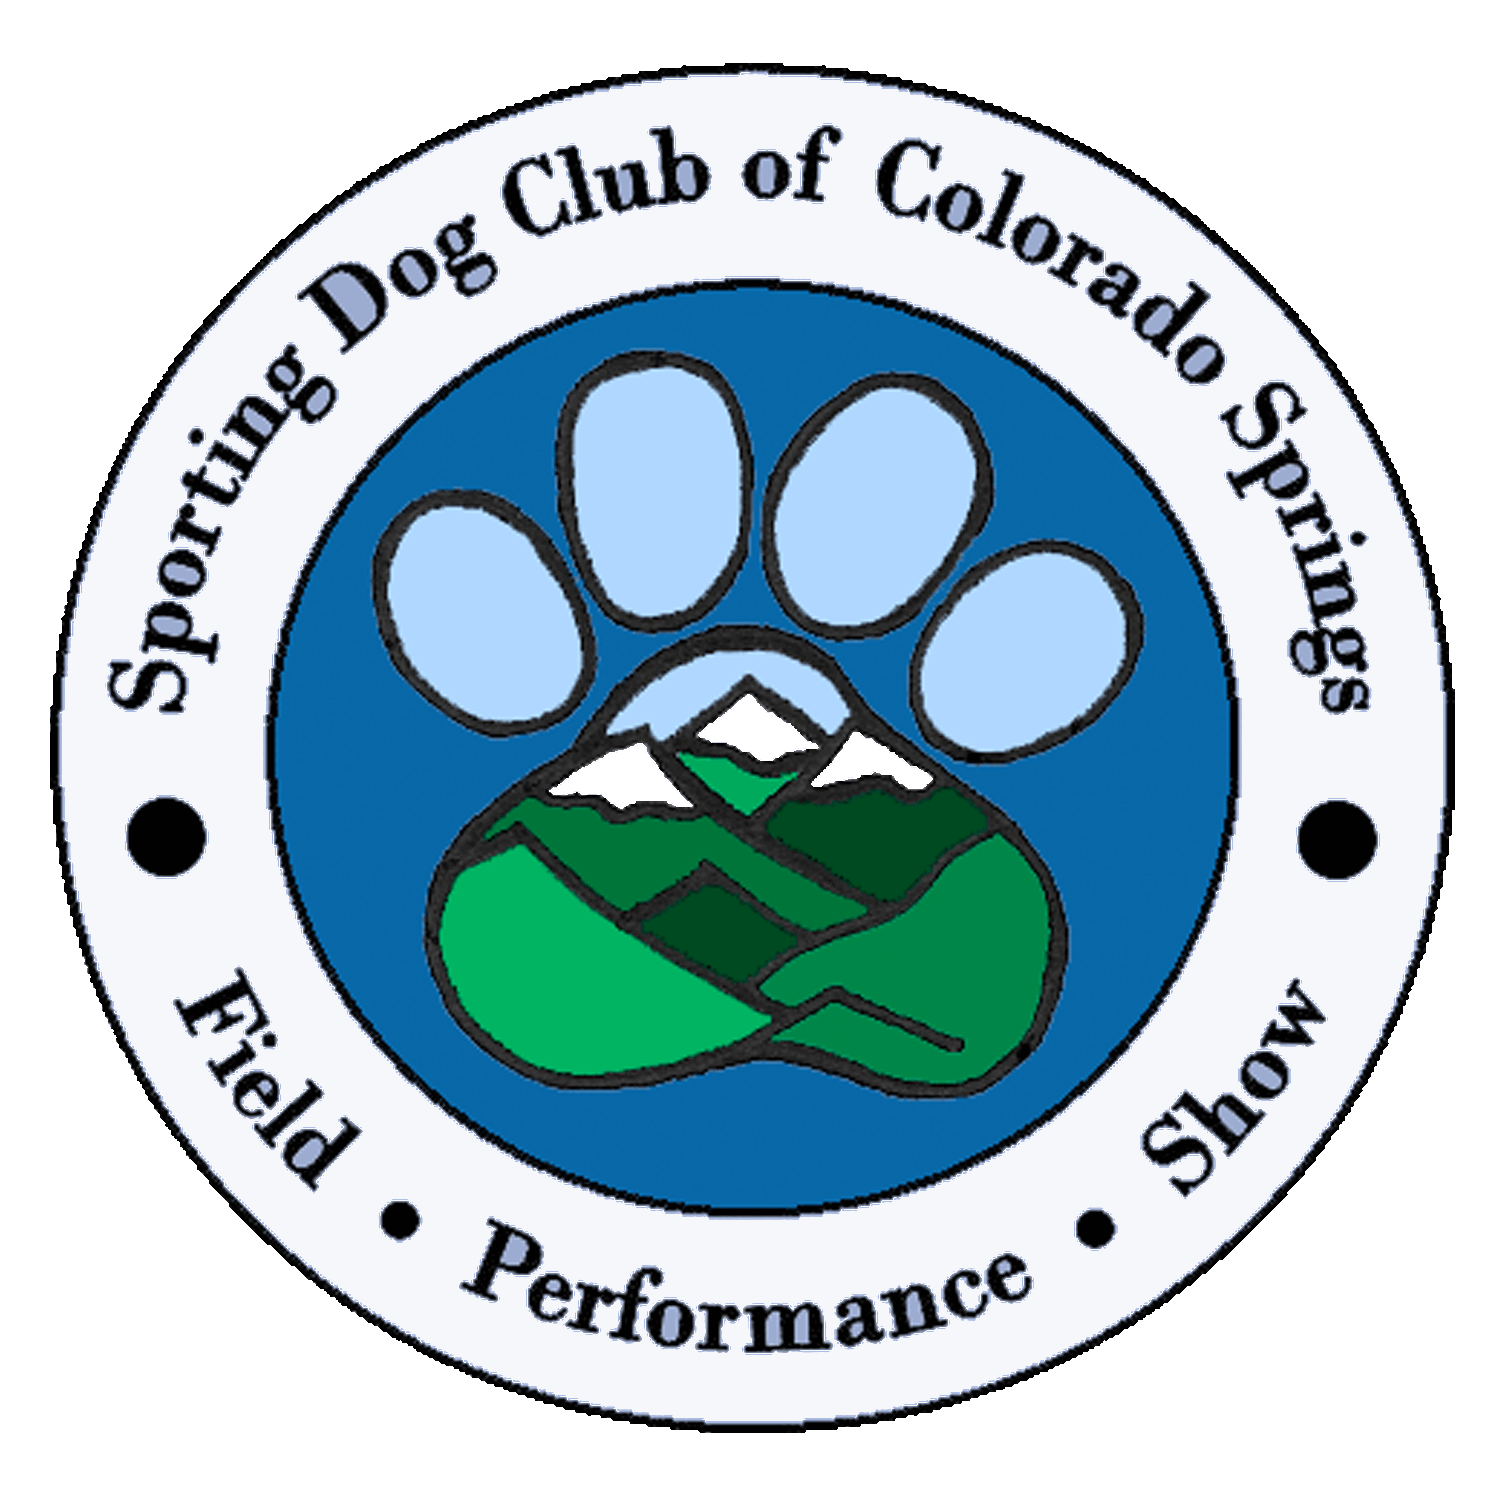 Sporting Dog Club of Colorado Springs
Field • Performance • Show